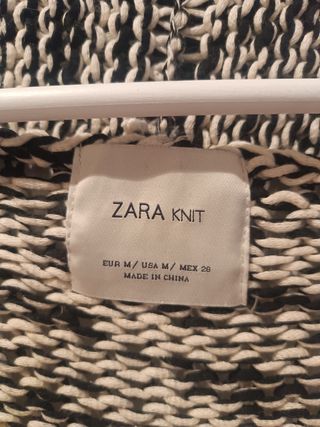 ZARA KNIT
EUR M/ USA M/ MEX 28
MADE IN CHINA